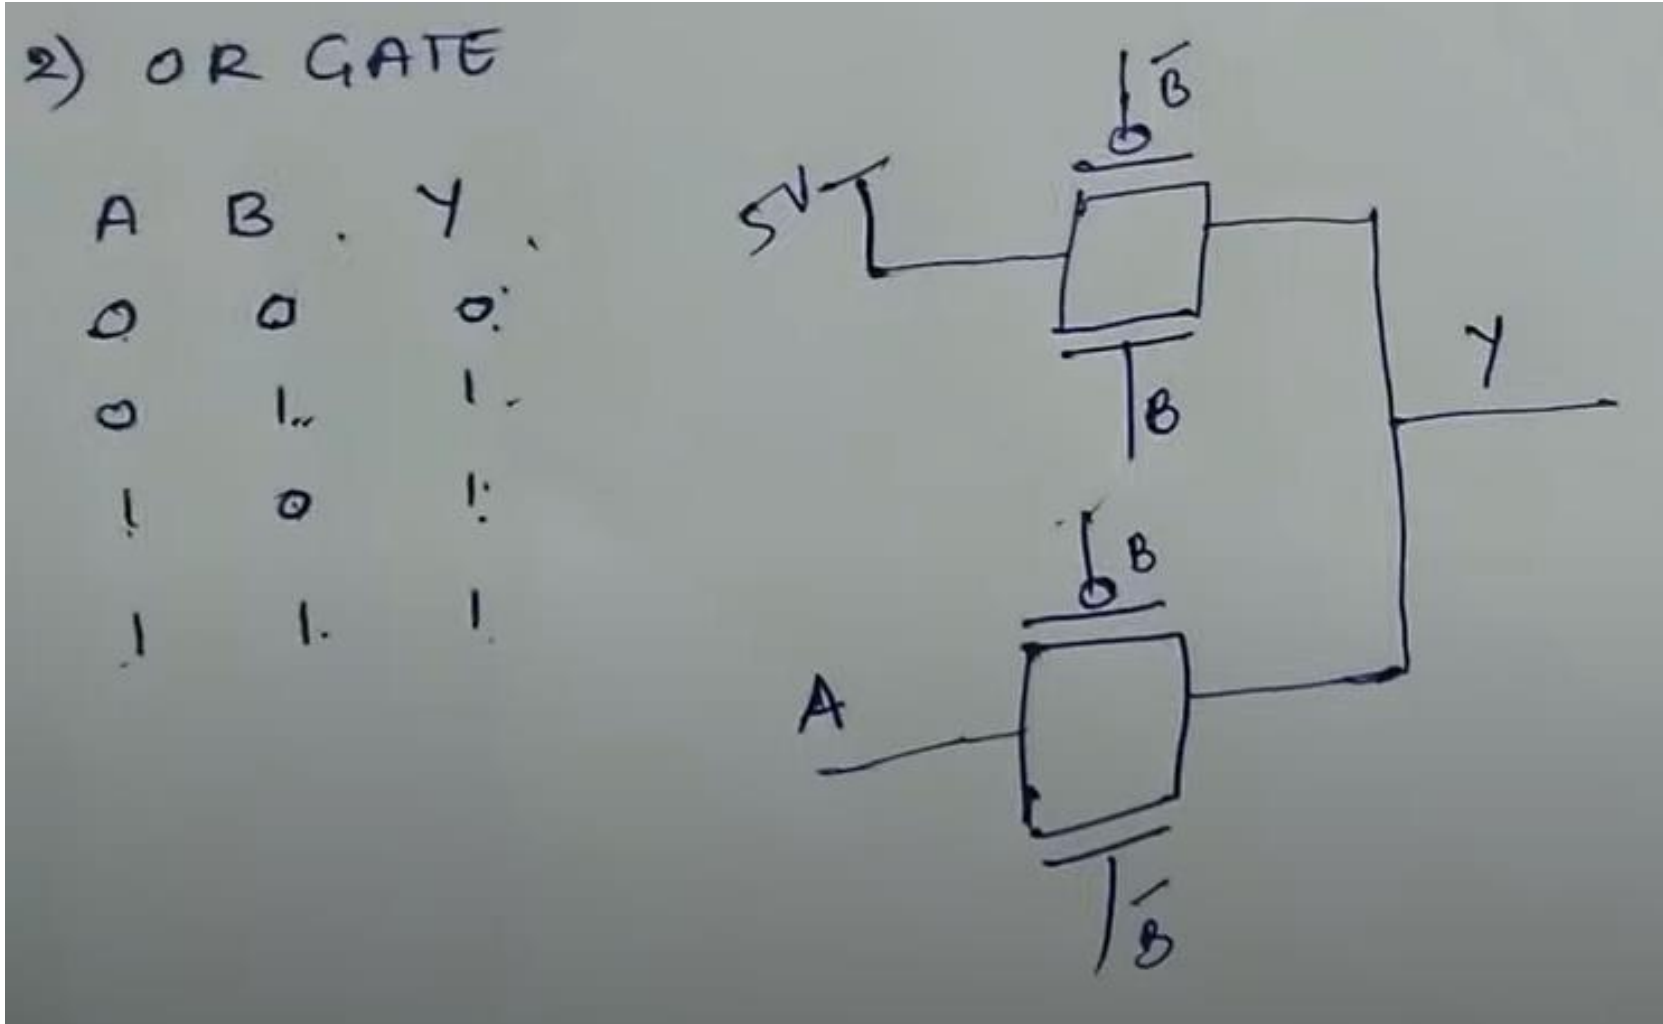 2) OR GATE
A B . Y .
0 0 0
0 1 1
1 0 1
1 1 1
B̅
5V
B
Y
B
A
B̅